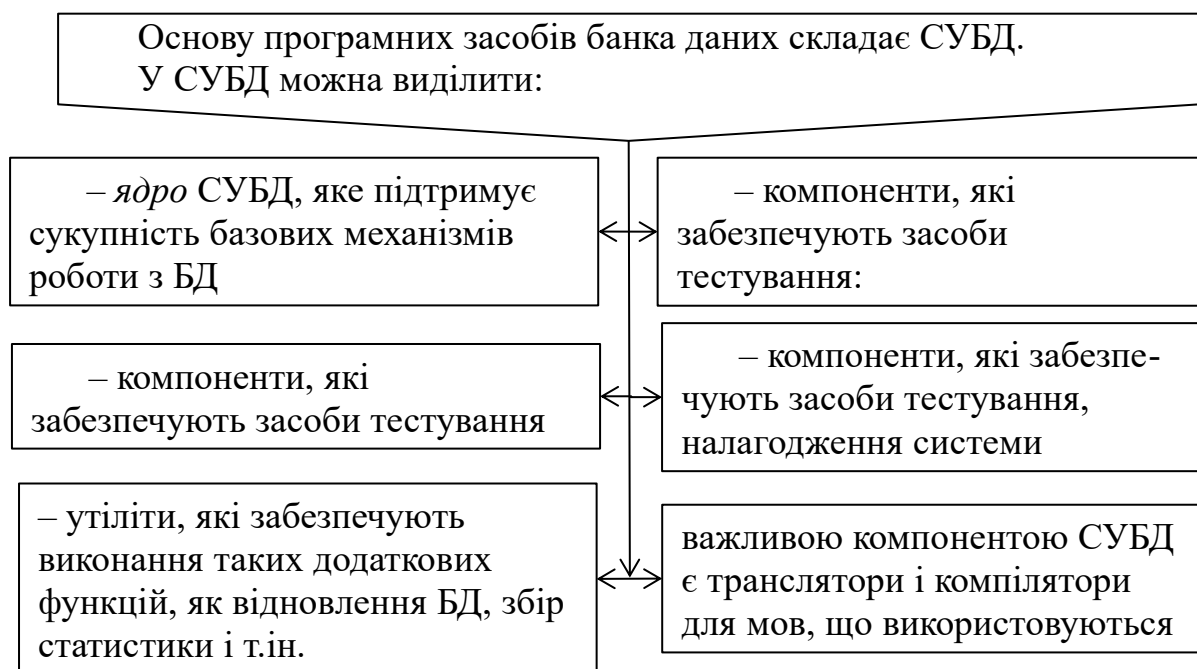 Основу програмних засобів банка даних складає СУБД.
У СУБД можна виділити:
– ядро СУБД, яке підтримує
сукупність базових механізмів
роботи з БД
– компоненти, які
забезпечують засоби
тестування:
– компоненти, які
забезпечують засоби тестування
– компоненти, які забезпе-
чують засоби тестування,
налагодження системи
– утіліти, які забезпечують
виконання таких додаткових
функцій, як відновлення БД, збір
статистики і т.ін.
важливою компонентою СУБД
є транслятори і компілятори
для мов, що використовуються